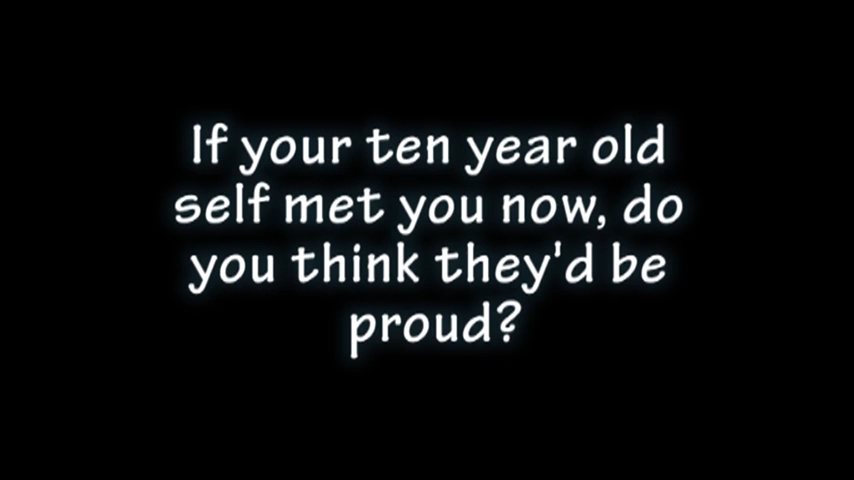 If your ten year old
self met you now, do
you think they'd be
proud?